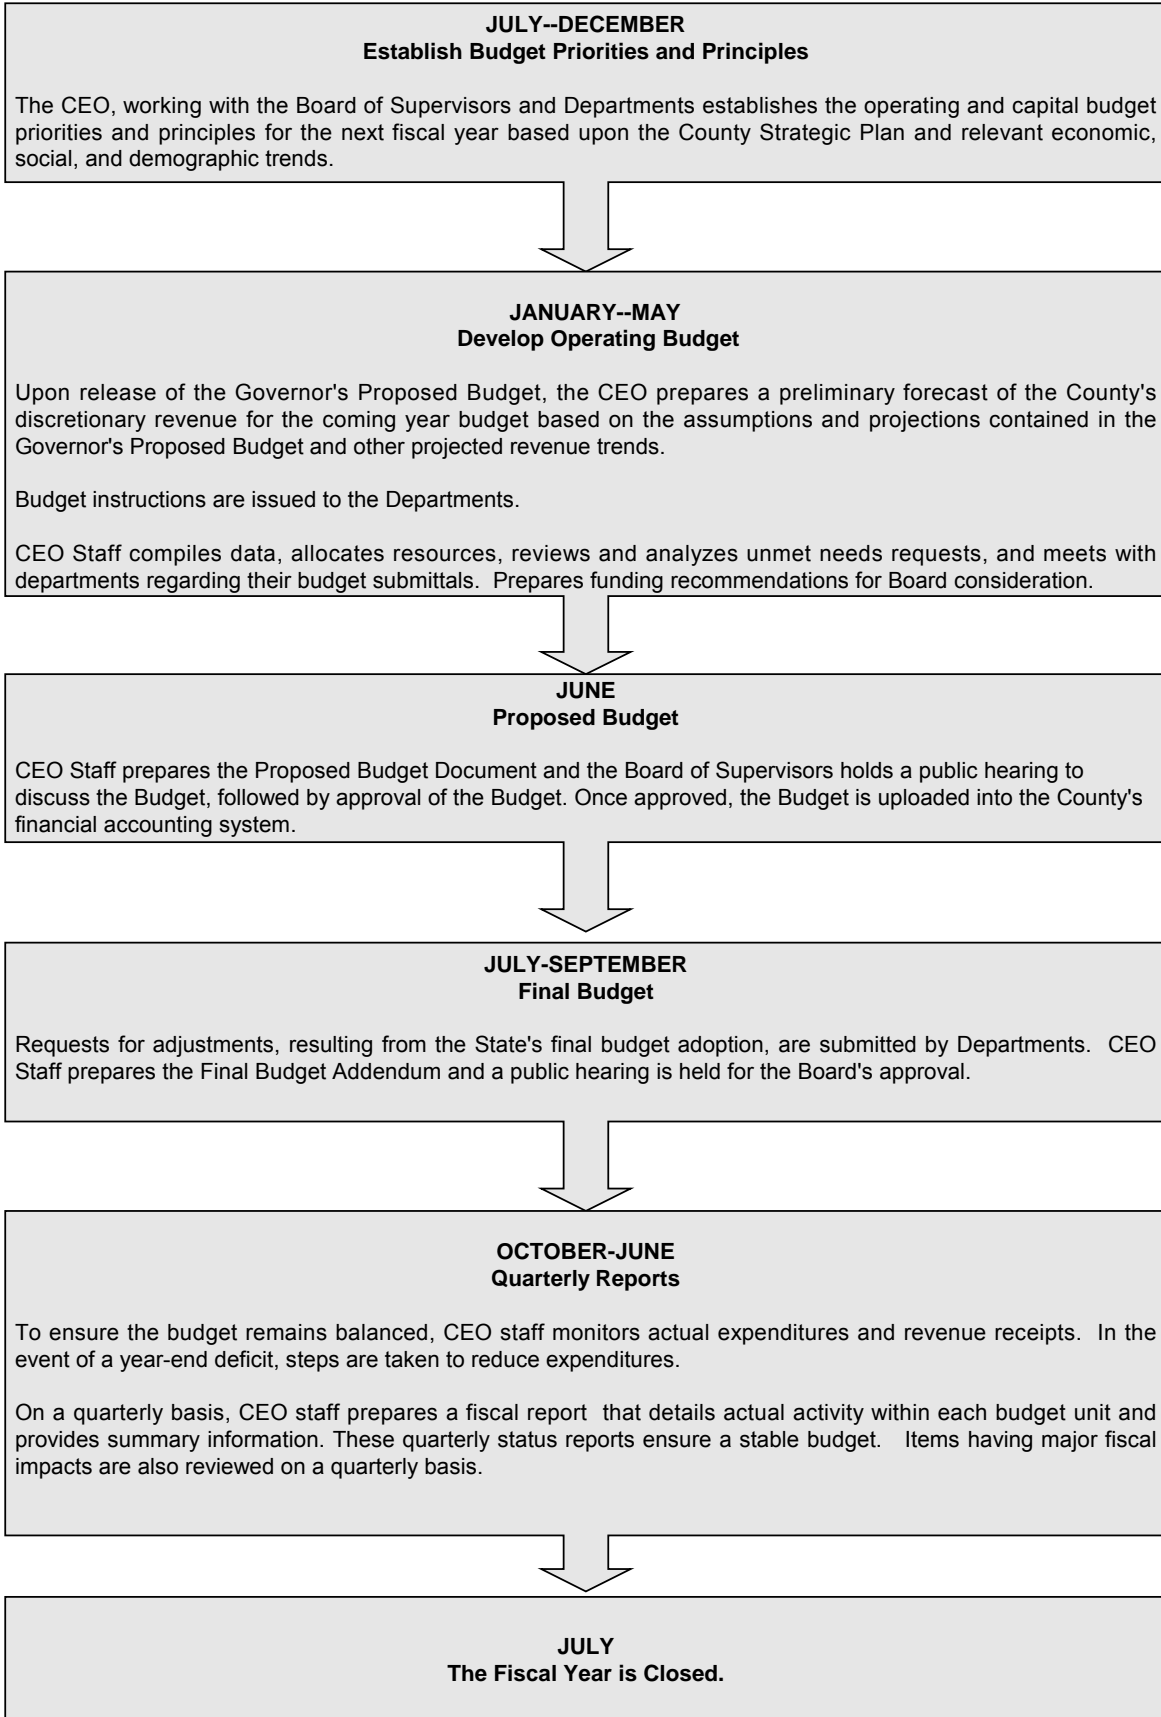 JULY--DECEMBER
Establish Budget Priorities and Principles
The CEO, working with the Board of Supervisors and Departments establishes the operating and capital budget
priorities and principles for the next fiscal year based upon the County Strategic Plan and relevant economic,
social, and demographic trends.
JANUARY--MAY
Develop Operating Budget
Upon release of the Governor's Proposed Budget, the CEO prepares a preliminary forecast of the County's
discretionary revenue for the coming year budget based on the assumptions and projections contained in the
Governor's Proposed Budget and other projected revenue trends.
Budget instructions are issued to the Departments.
CEO Staff compiles data, allocates resources, reviews and analyzes unmet needs requests, and meets with
departments regarding their budget submittals.  Prepares funding recommendations for Board consideration.
JUNE
Proposed Budget
CEO Staff prepares the Proposed Budget Document and the Board of Supervisors holds a public hearing to
discuss the Budget, followed by approval of the Budget. Once approved, the Budget is uploaded into the County's
financial accounting system.
JULY-SEPTEMBER
Final Budget
Requests for adjustments, resulting from the State's final budget adoption, are submitted by Departments.  CEO
Staff prepares the Final Budget Addendum and a public hearing is held for the Board's approval.
OCTOBER-JUNE
Quarterly Reports
To ensure the budget remains balanced, CEO staff monitors actual expenditures and revenue receipts.  In the
event of a year-end deficit, steps are taken to reduce expenditures.
On a quarterly basis, CEO staff prepares a fiscal report  that details actual activity within each budget unit and
provides summary information. These quarterly status reports ensure a stable budget.   Items having major fiscal
impacts are also reviewed on a quarterly basis.
JULY
The Fiscal Year is Closed.